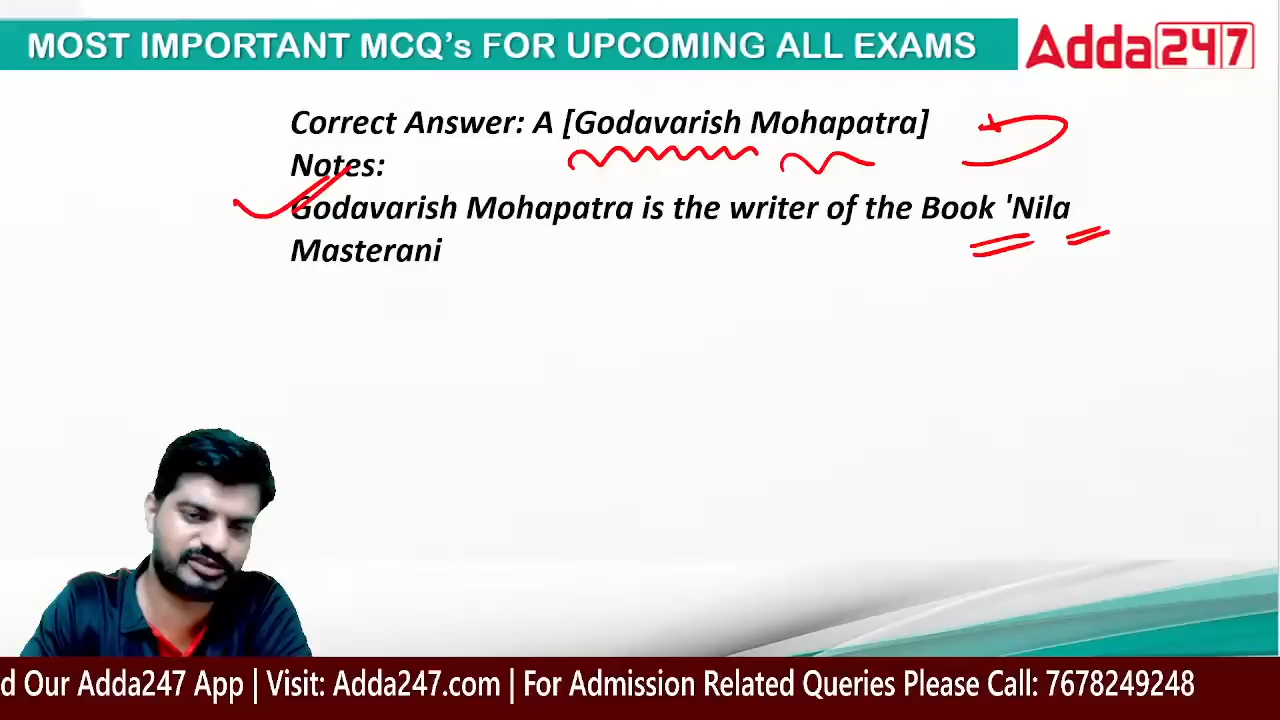 MOST IMPORTANT MCQ's FOR UPCOMING ALL EXAMS
Adda247
Correct Answer: A [Godavarish Mohapatra]
Notes:
Godavarish Mohapatra is the writer of the Book 'Nila
Masterani
d Our Adda247 App | Visit: Adda247.com | For Admission Related Queries Please Call: 7678249248